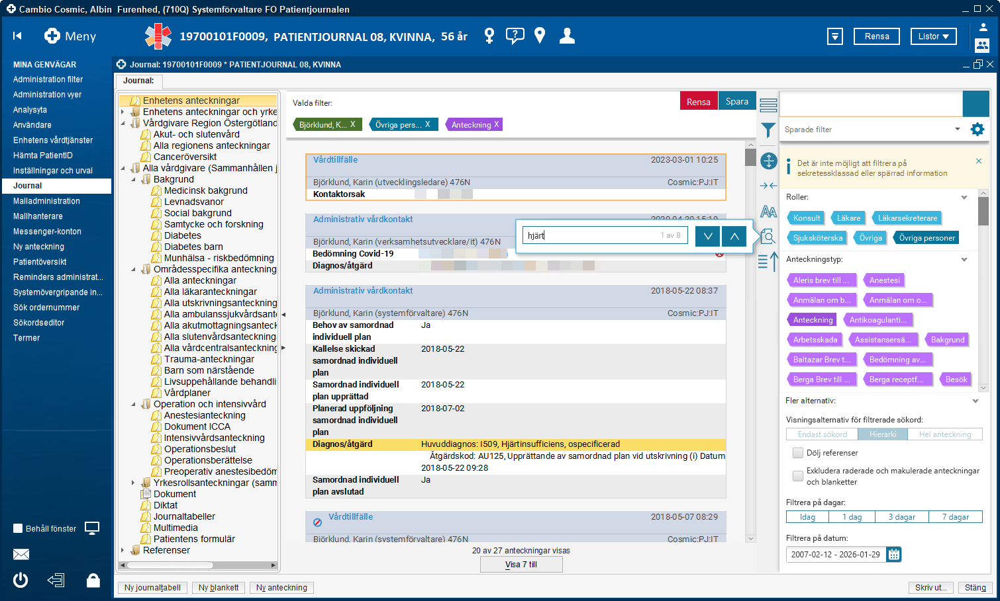 Cambio Cosmic, Albin Furenhed, (710Q) Systemförvaltare FO Patientjournalen
Meny
19700101F0009, PATIENTJOURNAL 08, KVINNA, 56 år
Rensa
Listor
MINA GENVÄGAR
Administration filter
Administration vyer
Analysyta
Användare
Enhetens vårdtjänster
Hämta PatientID
Inställningar och urval
Journal
Malladministration
Mallhanterare
Messenger-konton
Ny anteckning
Patientöversikt
Reminders administrat...
Systemövergripande in...
Sök ordernummer
Sökordseditor
Termer
Behåll fönster
Journal: 19700101F0009 * PATIENTJOURNAL 08, KVINNA
Journal:
Enhetens anteckningar
Enhetens anteckningar och yrke
Vårdgivare Region Östergötland
Akut- och slutenvård
Alla regionens anteckningar
Canceröversikt
Alla vårdgivare (Sammanhållen j
Bakgrund
Medicinsk bakgrund
Levnadsvanor
Social bakgrund
Samtycke och forskning
Diabetes
Diabetes barn
Munhälsa - riskbedömning
Områdesspecifika anteckning
Alla anteckningar
Alla läkaranteckningar
Alla utskrivningsanteckning
Alla ambulanssjukvårdsant
Alla akutmottagningsanteck
Alla slutenvårdsanteckning
Alla vårdcentralsanteckning
Trauma-anteckningar
Barn som närstående
Livsuppehållande behandli
Vårdplaner
Operation och intensivvård
Anestesianteckning
Dokument ICCA
Intensivvårdsanteckning
Operationsbeslut
Operationsberättelse
Preoperativ anestesibedöm
Yrkesrollsanteckningar (samm
Dokument
Diktat
Journaltabeller
Multimedia
Patientens formulär
Referenser
Valda filter:
Rensa
Spara
Björklund, K... X
Övriga pers... X
Anteckning X
Vårdtillfälle 2023-03-01 10:25
Björklund, Karin (utvecklingsledare) 476N Cosmic:PJ:IT
Kontaktorsak
Administrativ vårdkontakt 2020-04-30 15:19
Björklund, Karin (verksamhetsutvecklare/it) 476N
Bedömning Covid-19
Diagnos/åtgärd
hjärt 1 av 8
Administrativ vårdkontakt 2018-05-22 08:37
Björklund, Karin (systemförvaltare) 476N Cosmic:PJ:IT
Behov av samordnad individuell plan Ja
Kallelse skickad samordnad individuell plan 2018-05-22
Samordnad individuell plan upprättad 2018-05-22
Planerad uppföljning samordnad individuell plan 2018-07-02
Diagnos/åtgärd Huvuddiagnos: I509, Hjärtinsufficiens, ospecificerad
Åtgärdskod: AU125, Upprättande av samordnad plan vid utskrivning (i) Datum
2018-05-22 09:28
Samordnad individuell plan avslutad Ja
Vårdtillfälle 2018-05-07 08:29
Björklund, Karin (systemförvaltare) 476N Cosmic:PJ:IT
20 av 27 anteckningar visas
Visa 7 till
Sparade filter
Det är inte möjligt att filtrera på
sekretessklassad eller spärrad information
Roller:
Konsult Läkare Läkarsekreterare
Sjuksköterska Övriga Övriga personer
Anteckningstyp:
Aleris brev till ... Anestesi
Anmälan om b... Anmälan om o...
Anteckning Antikoagulanti...
Arbetsskada Assistansersä... Bakgrund
Baltazar Brev t... Bedömning av...
Berga Brev till ... Berga receptf... Besök
Fler alternativ:
Visningsalternativ för filtrerade sökord:
Endast sökord Hierarki Hel anteckning
Dölj referenser
Exkludera raderade och makulerade anteckningar
och blanketter
Filtrera på dagar:
Idag 1 dag 3 dagar 7 dagar
Filtrera på datum:
2007-02-12 - 2026-01-29
Ny journaltabell Ny blankett Ny anteckning
Skriv ut... Stäng